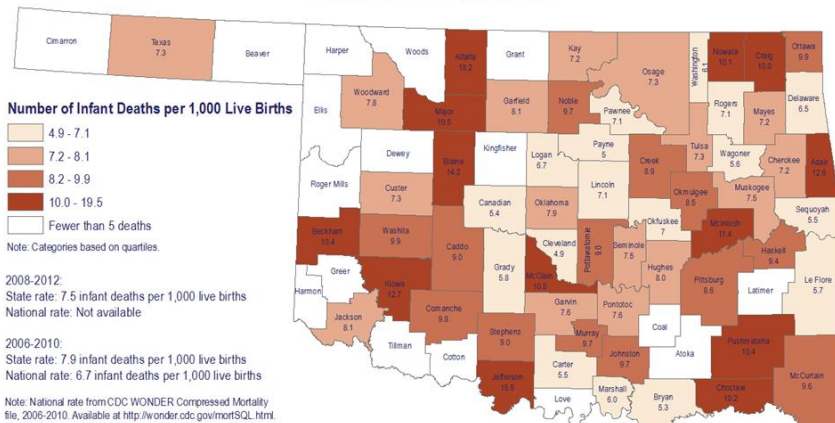 Cimarron
Texas
7.3
Beaver
Harper
Woods
Alfalfa
18.2
Grant
Kay
7.2
Osage
7.3
Washington
6.1
Nowata
10.1
Craig
10.0
Ottawa
9.9
Ellis
Woodward
7.8
Major
19.5
Garfield
8.1
Noble
9.7
Pawnee
7.1
Rogers
7.1
Mayes
7.2
Delaware
6.5
Number of Infant Deaths per 1,000 Live Births
4.9 - 7.1
7.2 - 8.1
8.2 - 9.9
10.0 - 19.5
Fewer than 5 deaths
Note: Categories based on quartiles.
Roger Mills
Dewey
Custer
7.3
Blaine
14.2
Kingfisher
Logan
6.7
Payne
5
Creek
8.9
Tulsa
7.3
Wagoner
5.6
Cherokee
7.2
Adair
12.6
Canadian
5.4
Oklahoma
7.9
Lincoln
7.1
Okmulgee
8.5
Muskogee
7.5
Sequoyah
5.5
Okfuskee
7
McIntosh
11.4
Beckham
13.4
Washita
9.9
Caddo
9.0
Cleveland
4.9
Pottawatomie
9.0
Seminole
7.5
Haskell
9.4
Grady
5.8
McClain
10.8
Hughes
8.0
Pittsburg
8.6
Latimer
Le Flore
5.7
2008-2012:
State rate: 7.5 infant deaths per 1,000 live births
National rate: Not available
Greer
Harmon
Kiowa
12.7
Jackson
8.1
Comanche
9.8
Garvin
7.6
Pontotoc
7.6
Coal
Stephens
9.0
Murray
9.7
Johnston
9.7
Atoka
Pushmataha
10.4
McCurtain
9.6
2006-2010:
State rate: 7.9 infant deaths per 1,000 live births
National rate: 6.7 infant deaths per 1,000 live births
Tillman
Cotton
Jefferson
15.5
Carter
5.5
Love
Marshall
6.0
Bryan
5.3
Choctaw
10.2
Note: National rate from CDC WONDER Compressed Mortality
file, 2006-2010. Available at http://wonder.cdc.gov/mortSQL.html.